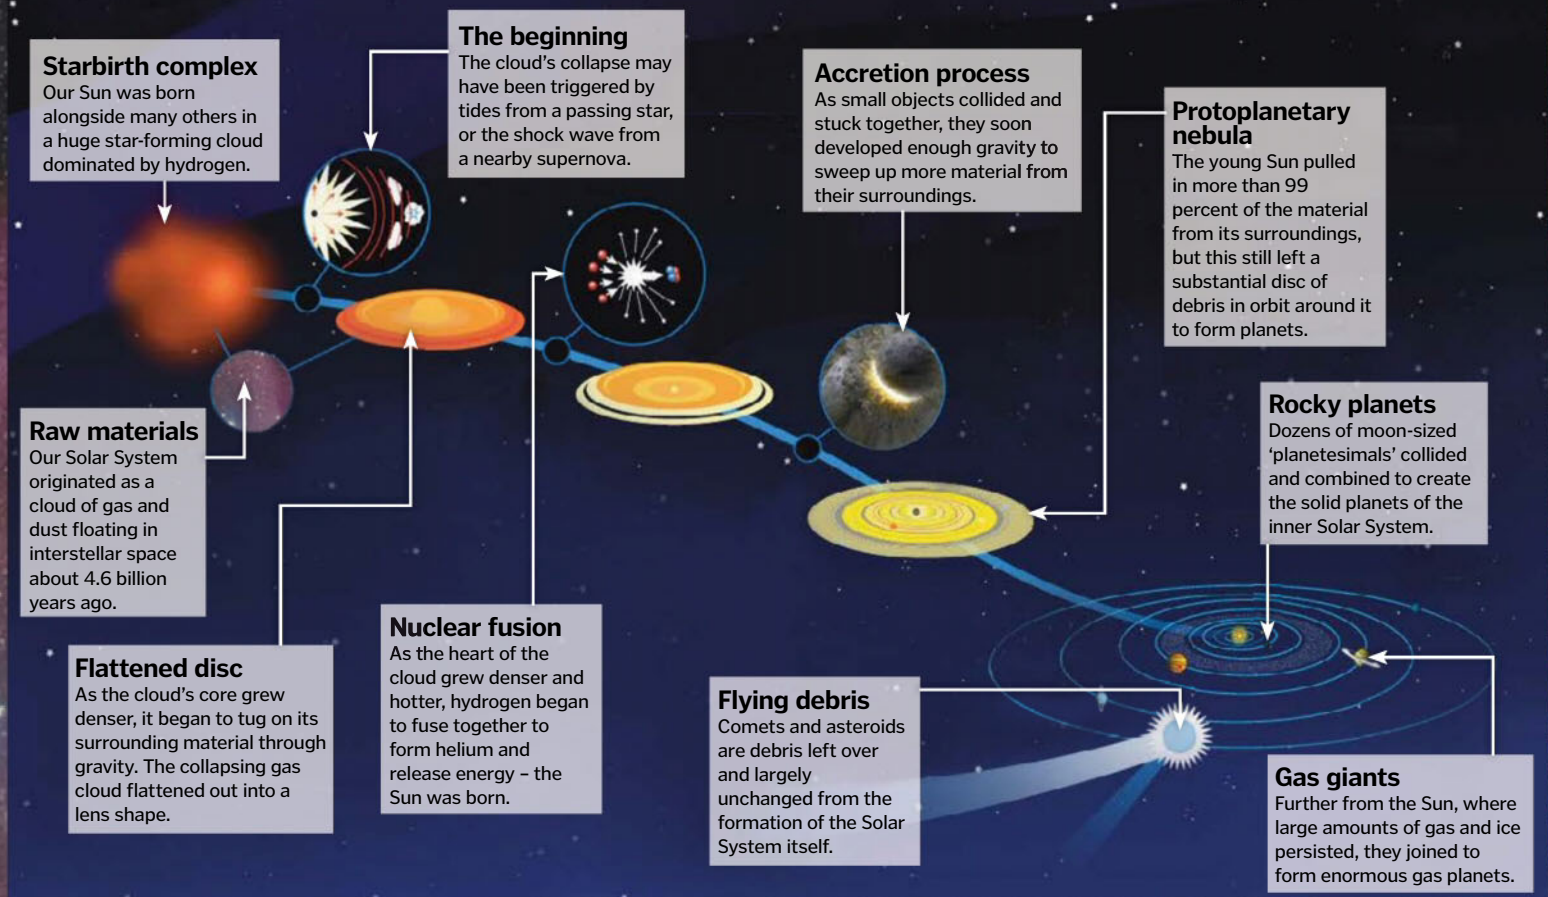 Starbirth complex
Our Sun was born
alongside many others in
a huge star-forming cloud
dominated by hydrogen.
The beginning
The cloud's collapse may
have been triggered by
tides from a passing star,
or the shock wave from
a nearby supernova.
Accretion process
As small objects collided and
stuck together, they soon
developed enough gravity to
sweep up more material from
their surroundings.
Protoplanetary
nebula
The young Sun pulled
in more than 99
percent of the material
from its surroundings,
but this still left a
substantial disc of
debris in orbit around it
to form planets.
Raw materials
Our Solar System
originated as a
cloud of gas and
dust floating in
interstellar space
about 4.6 billion
years ago.
Rocky planets
Dozens of moon-sized
‘planetesimals’ collided
and combined to create
the solid planets of the
inner Solar System.
Flattened disc
As the cloud's core grew
denser, it began to tug on its
surrounding material through
gravity. The collapsing gas
cloud flattened out into a
lens shape.
Nuclear fusion
As the heart of the
cloud grew denser and
hotter, hydrogen began
to fuse together to
form helium and
release energy – the
Sun was born.
Flying debris
Comets and asteroids
are debris left over
and largely
unchanged from the
formation of the Solar
System itself.
Gas giants
Further from the Sun, where
large amounts of gas and ice
persisted, they joined to
form enormous gas planets.